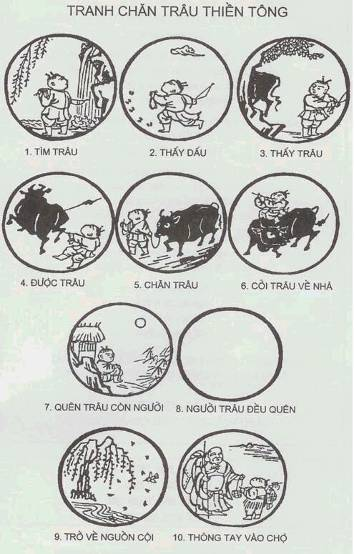 TRANH CHĂN TRÂU THIỀN TÔNG
1. TÌM TRÂU
2. THẤY DẤU
3. THẤY TRÂU
4. ĐƯỢC TRÂU
5. CHĂN TRÂU
6. CỠI TRÂU VỀ NHÀ
7. QUÊN TRÂU CÒN NGƯỜI
8. NGƯỜI TRÂU ĐỀU QUÊN
9. TRỞ VỀ NGUỒN CỘI
10. THÕNG TAY VÀO CHỢ